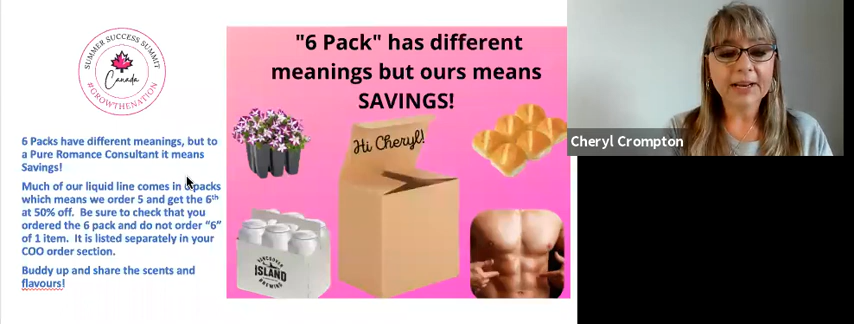 SUMMER SUCCESS SUMMIT
Canada
#GROWTHENATION
6 Packs have different meanings, but to
a Pure Romance Consultant it means
Savings!
Much of our liquid line comes in 6 packs
which means we order 5 and get the 6th
at 50% off. Be sure to check that you
ordered the 6 pack and do not order “6”
of 1 item. It is listed separately in your
COO order section.
Buddy up and share the scents and
flavours!
"6 Pack" has different
meanings but ours means
SAVINGS!
Hi Cheryl!
VANCOUVER
ISLAND
BREWING
Cheryl Crompton